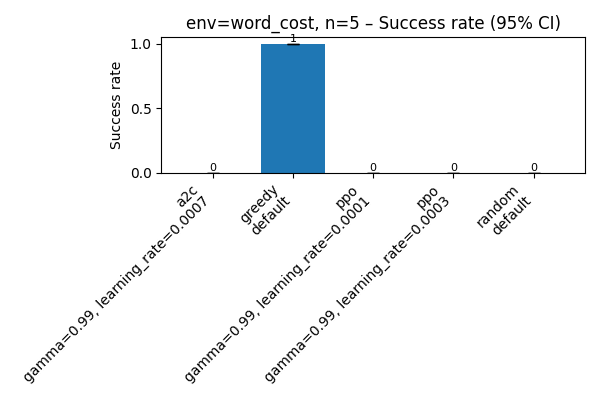 env=word_cost, n=5 – Success rate (95% CI)
Success rate
1.0
0.5
0.0
0
1
0
0
0
a2c
gamma=0.99, learning_rate=0.0007
greedy
default
ppo
gamma=0.99, learning_rate=0.0001
ppo
gamma=0.99, learning_rate=0.0003
random
default